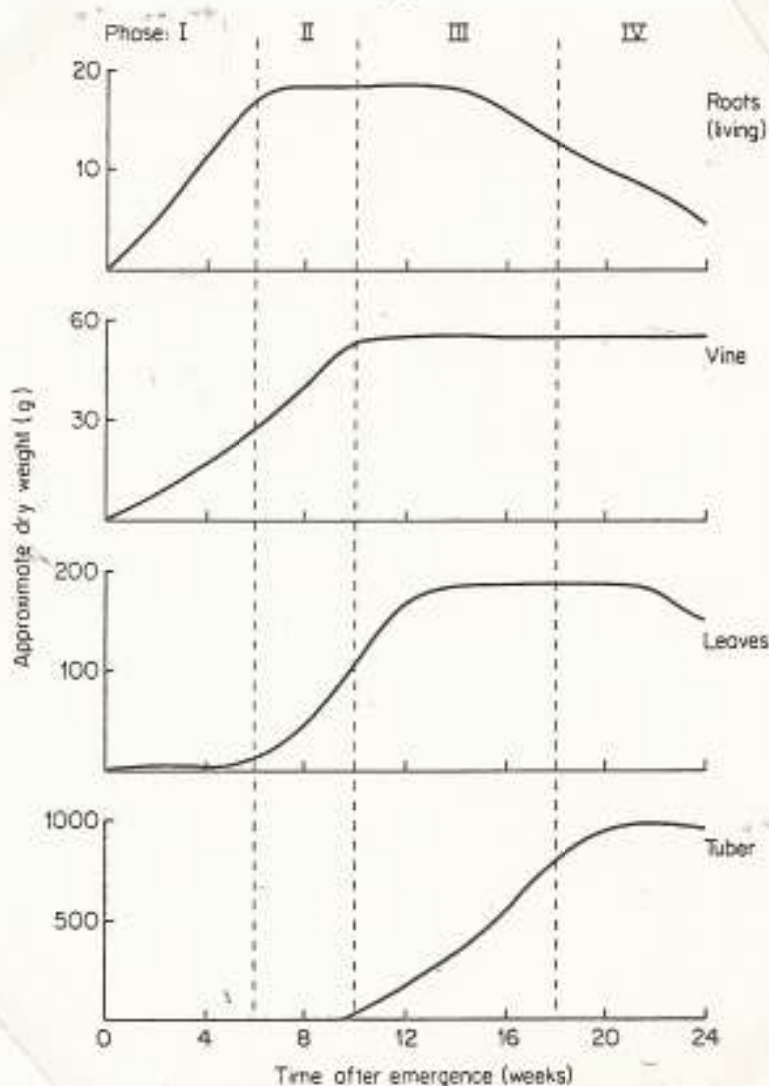 Phase: I II III IV
20
10
Roots
(living)
60
30
Vine
200
100
Leaves
1000
500
Tuber
0 4 8 12 16 20 24
Time after emergence (weeks)
Approximate dry weight (g)